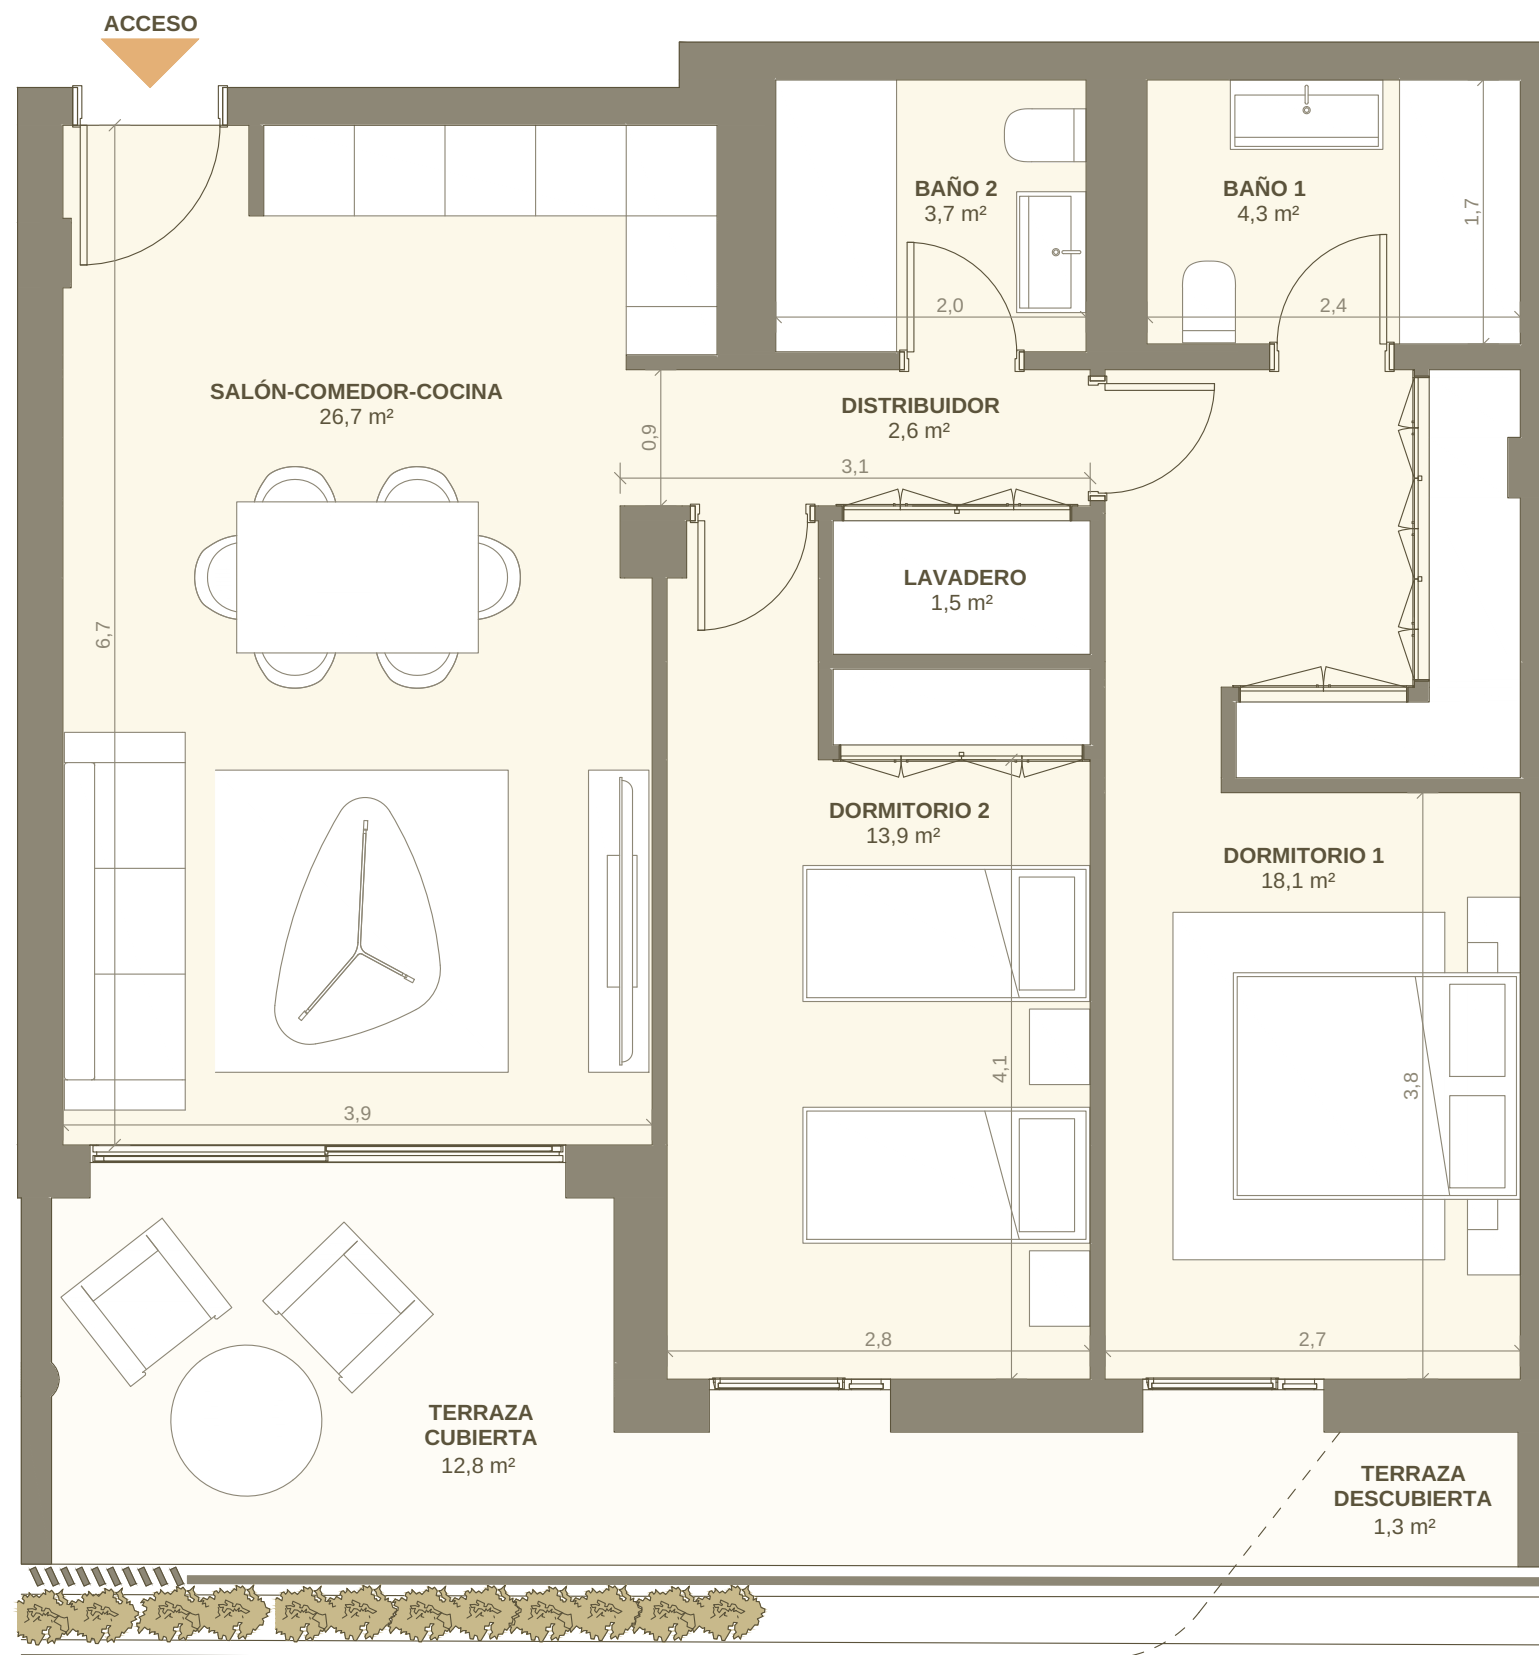 ACCESO
BAÑO 2
3,7 m²
BAÑO 1
4,3 m²
1,7
2,0
2,4
SALÓN-COMEDOR-COCINA
26,7 m²
DISTRIBUIDOR
2,6 m²
0,9
3,1
LAVADERO
1,5 m²
6,7
DORMITORIO 2
13,9 m²
DORMITORIO 1
18,1 m²
4,1
3,8
3,9
2,8
2,7
TERRAZA
CUBIERTA
12,8 m²
TERRAZA
DESCUBIERTA
1,3 m²